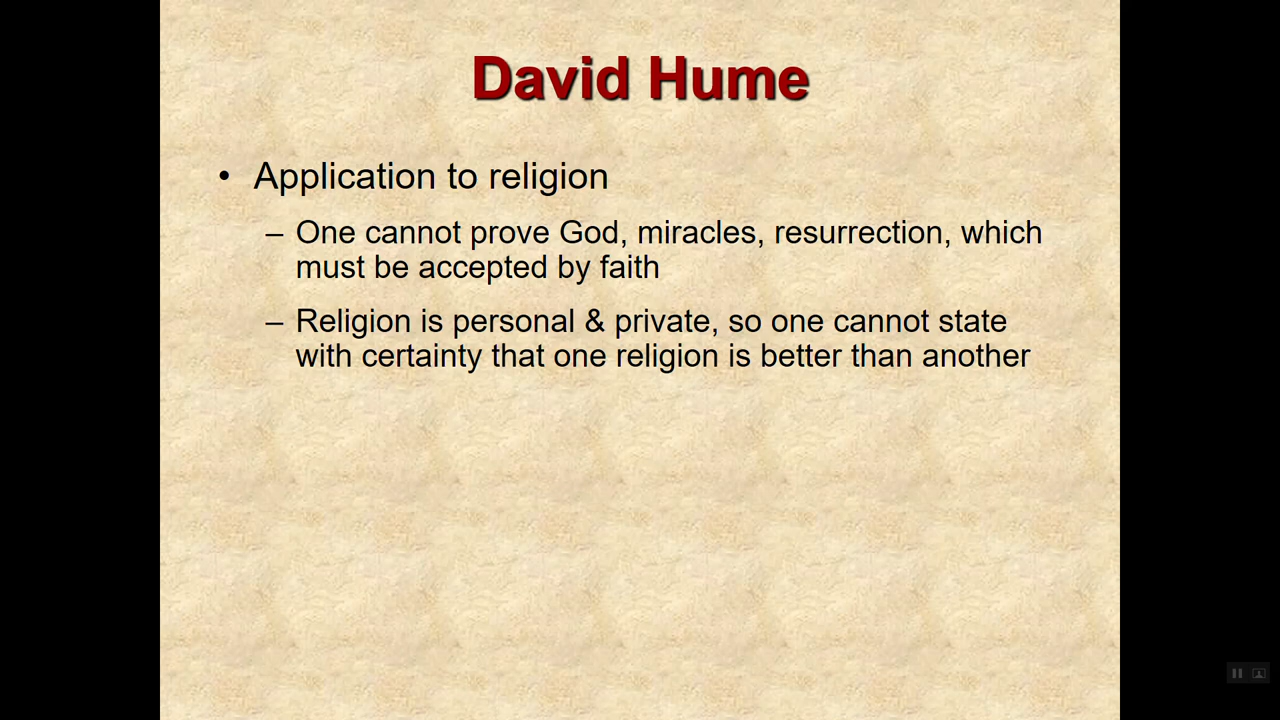 David Hume
• Application to religion
– One cannot prove God, miracles, resurrection, which
must be accepted by faith
– Religion is personal & private, so one cannot state
with certainty that one religion is better than another